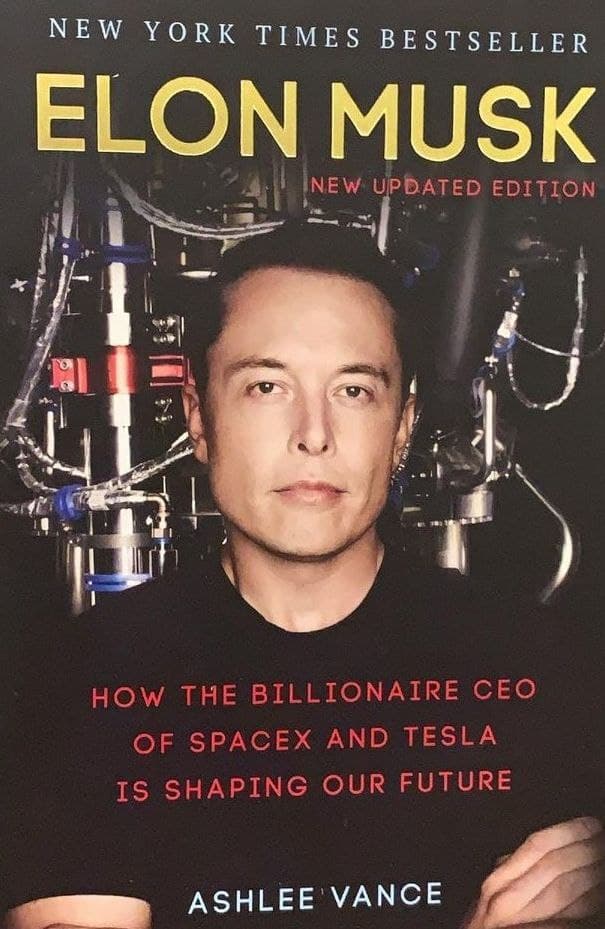 NEW YORK TIMES BESTSELLER
ELON MUSK
NEW UPDATED EDITION
HOW THE BILLIONAIRE CEO
OF SPACEX AND TESLA
IS SHAPING OUR FUTURE
ASHLEE VANCE